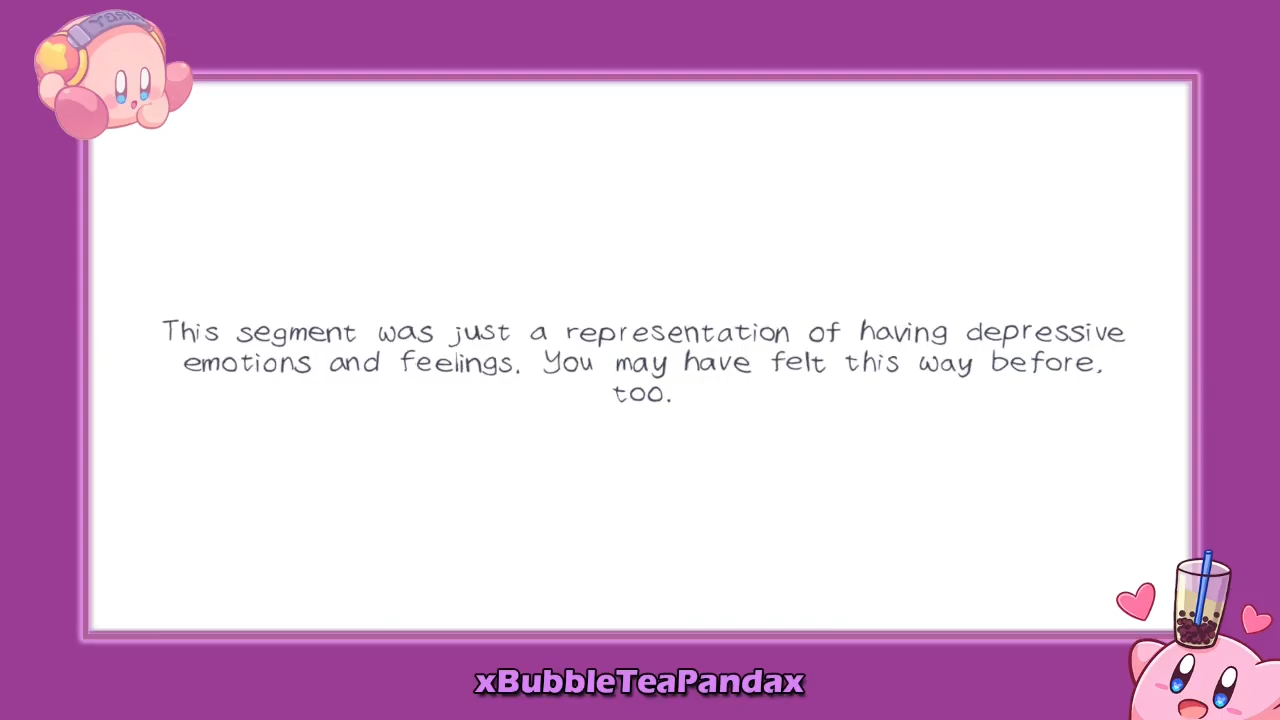 This segment was just a representation of having depressive
emotions and feelings. You may have felt this way before,
too.
xBubbleTeaPandax